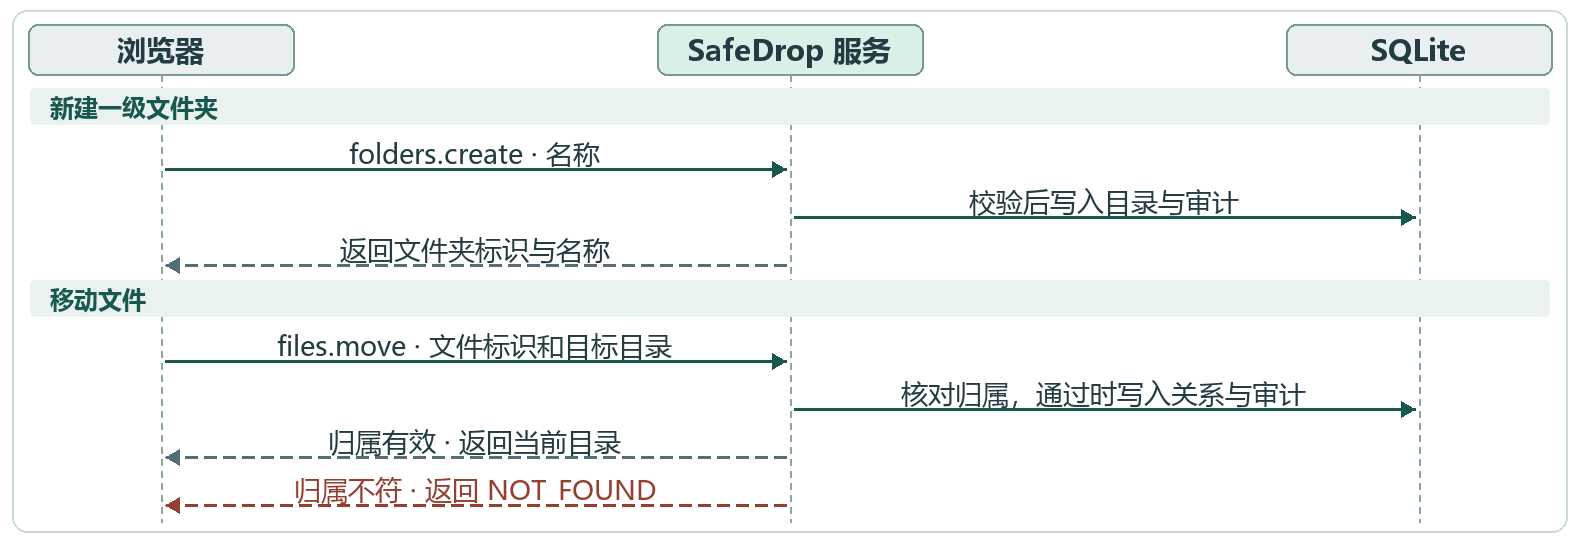 浏览器
SafeDrop 服务
SQLite
新建一级文件夹
folders.create · 名称
校验后写入目录与审计
返回文件夹标识与名称
移动文件
files.move · 文件标识和目标目录
核对归属，通过时写入关系与审计
归属有效 · 返回当前目录
归属不符 · 返回 NOT_FOUND